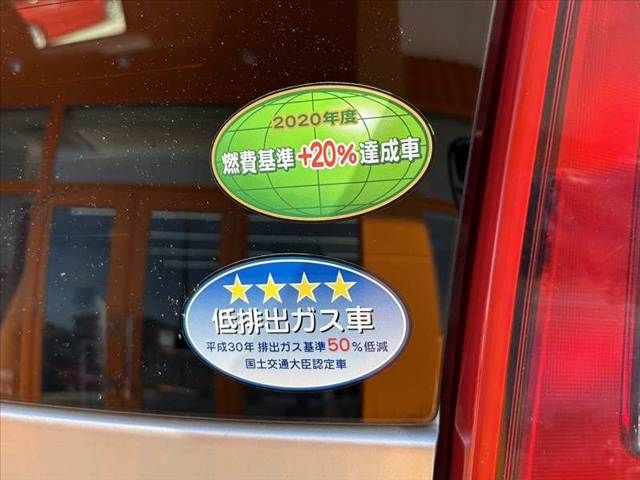 2020年度
燃費基準+20%達成車
低排出ガス車
平成30年 排出ガス基準50%低減
国土交通大臣認定車